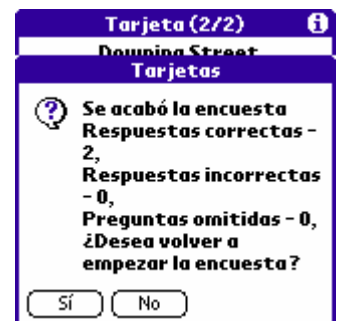 Tarjeta (2/2)
Downing Street
Tarjetas
Se acabó la encuesta
Respuestas correctas -
2,
Respuestas incorrectas
- 0,
Preguntas omitidas - 0,
¿Desea volver a
empezar la encuesta?
Sí No